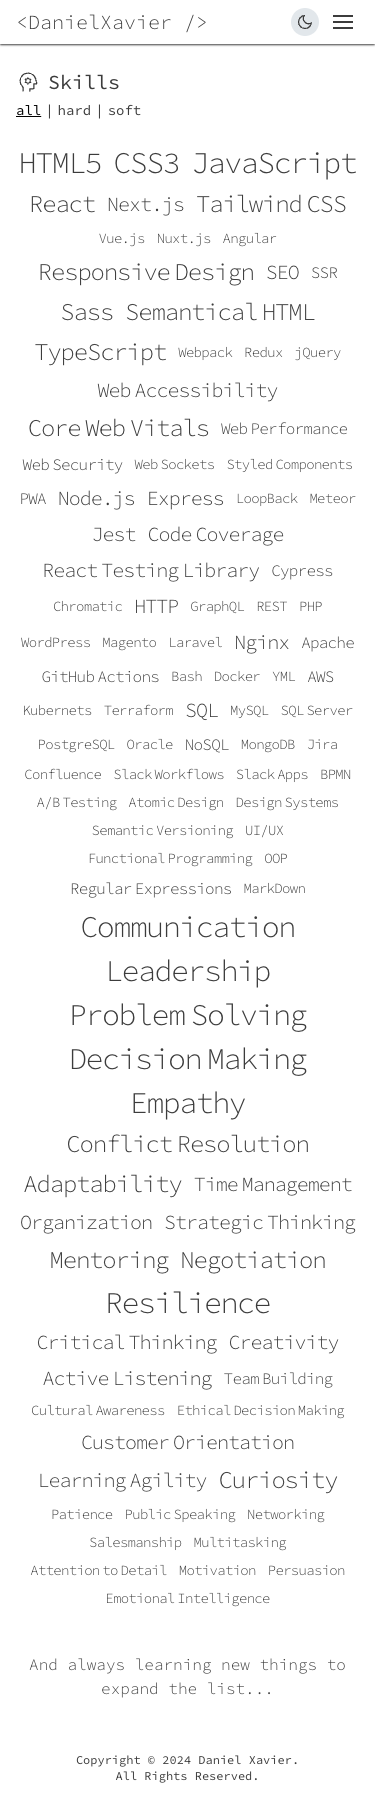 <DanielXavier />
Skills
all | hard | soft
HTML5 CSS3 JavaScript
React Next.js Tailwind CSS
Vue.js Nuxt.js Angular
Responsive Design SEO SSR
Sass Semantical HTML
TypeScript Webpack Redux jQuery
Web Accessibility
Core Web Vitals Web Performance
Web Security Web Sockets Styled Components
PWA Node.js Express LoopBack Meteor
Jest Code Coverage
React Testing Library Cypress
Chromatic HTTP GraphQL REST PHP
WordPress Magento Laravel Nginx Apache
GitHub Actions Bash Docker YML AWS
Kubernets Terraform SQL MySQL SQL Server
PostgreSQL Oracle NoSQL MongoDB Jira
Confluence Slack Workflows Slack Apps BPMN
A/B Testing Atomic Design Design Systems
Semantic Versioning UI/UX
Functional Programming OOP
Regular Expressions MarkDown
Communication
Leadership
Problem Solving
Decision Making
Empathy
Conflict Resolution
Adaptability Time Management
Organization Strategic Thinking
Mentoring Negotiation
Resilience
Critical Thinking Creativity
Active Listening Team Building
Cultural Awareness Ethical Decision Making
Customer Orientation
Learning Agility Curiosity
Patience Public Speaking Networking
Salesmanship Multitasking
Attention to Detail Motivation Persuasion
Emotional Intelligence
And always learning new things to
expand the list...
Copyright © 2024 Daniel Xavier.
All Rights Reserved.